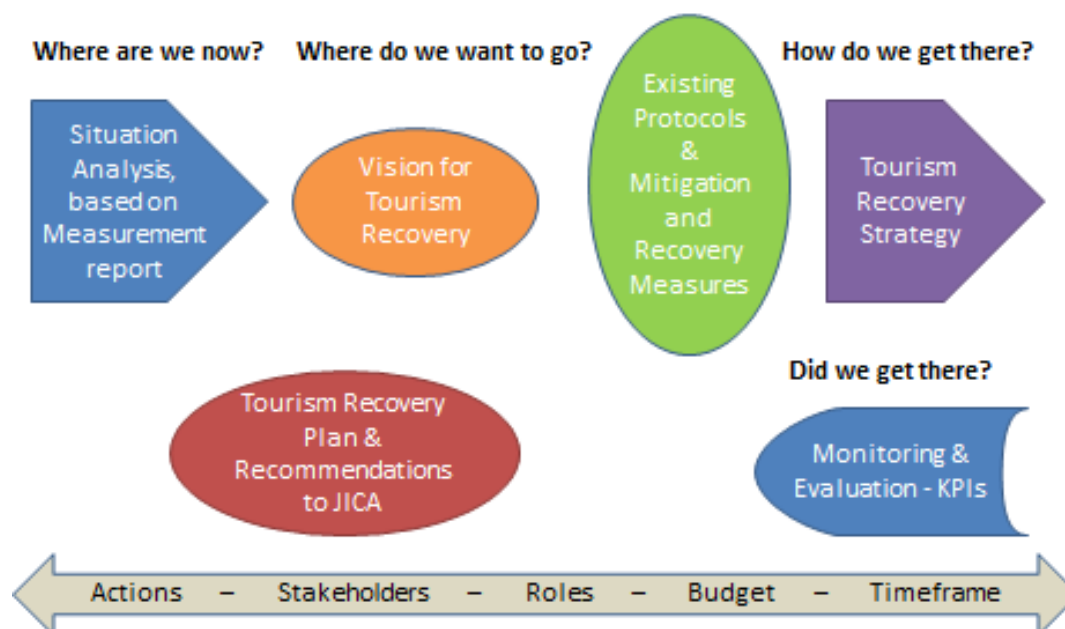 Where are we now?
Where do we want to go?
How do we get there?
Situation
Analysis,
based on
Measurement
report
Vision for
Tourism
Recovery
Existing
Protocols
&
Mitigation
and
Recovery
Measures
Tourism
Recovery
Strategy
Did we get there?
Tourism Recovery
Plan &
Recommendations
to JICA
Monitoring &
Evaluation - KPIs
Actions – Stakeholders – Roles – Budget – Timeframe